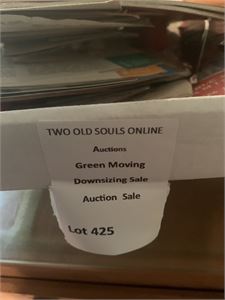 TWO OLD SOULS ONLINE
Auctions
Green Moving
Downsizing Sale
Auction Sale
Lot 425